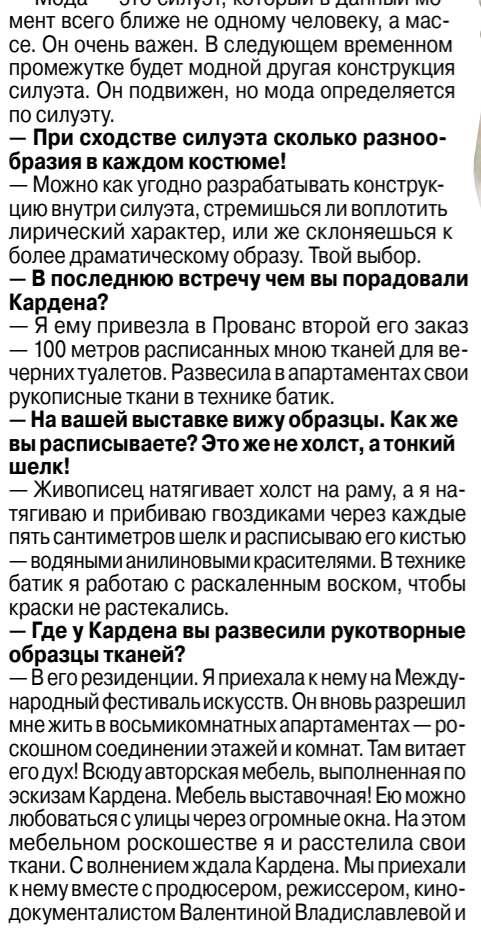 Мода — это силуэт, который в данный мо-
мент всего ближе не одному человеку, а мас-
се. Он очень важен. В следующем временном
промежутке будет модной другая конструкция
силуэта. Он подвижен, но мода определяется
по силуэту.
— При сходстве силуэта сколько разноо-
бразия в каждом костюме!
— Можно как угодно разрабатывать конструк-
цию внутри силуэта, стремишься ли воплотить
лирический характер, или же склоняешься к
более драматическому образу. Твой выбор.
— В последнюю встречу чем вы порадовали
Кардена?
— Я ему привезла в Прованс второй его заказ
— 100 метров расписанных мною тканей для ве-
черних туалетов. Развесила в апартаментах свои
рукописные ткани в технике батик.
— На вашей выставке вижу образцы. Как же
вы расписываете? Это же не холст, а тонкий
шелк!
— Живописец натягивает холст на раму, а я на-
тягиваю и прибиваю гвоздиками через каждые
пять сантиметров шелк и расписываю его кистью
— водяными анилиновыми красителями. В технике
батик я работаю с раскаленным воском, чтобы
краски не растекались.
— Где у Кардена вы развесили рукотворные
образцы тканей?
— В его резиденции. Я приехала к нему на Между-
народный фестиваль искусств. Он вновь разрешил
мне жить в восьмикомнатных апартаментах — ро-
скошном соединении этажей и комнат. Там витает
его дух! Всюду авторская мебель, выполненная по
эскизам Кардена. Мебель выставочная! Ею можно
любоваться с улицы через огромные окна. На этом
мебельном роскошестве я и расстелила свои
ткани. С волнением ждала Кардена. Мы приехали
к нему вместе с продюсером, режиссером, кино-
документалистом Валентиной Владиславлевой и